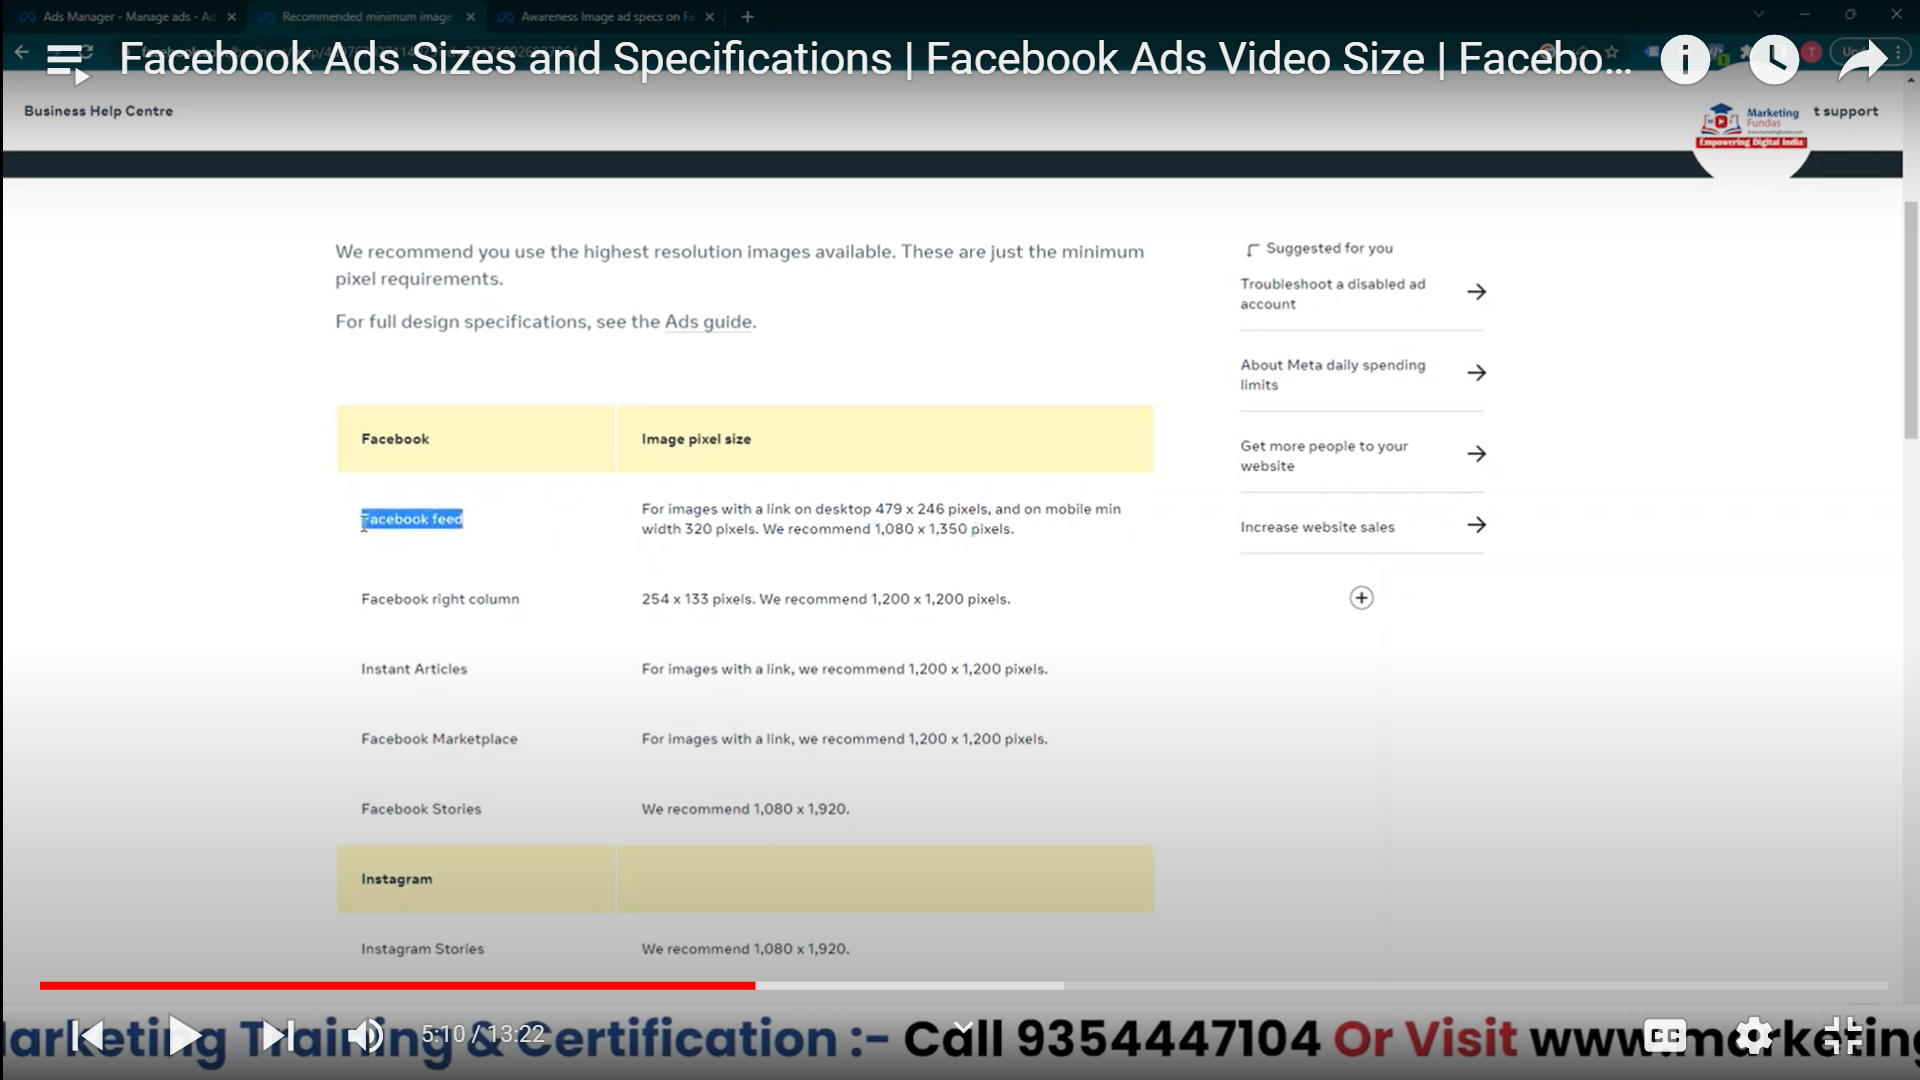 Ads Manager - Manage ads - Ad
Recommended minimum image
Awareness Image ad specs on Fa
Facebook Ads Sizes and Specifications | Facebook Ads Video Size | Facebo...
Business Help Centre
t support
Marketing
Fundas
Empowering Digital India
We recommend you use the highest resolution images available. These are just the minimum
pixel requirements.
For full design specifications, see the Ads guide.
Suggested for you
Troubleshoot a disabled ad
account
About Meta daily spending
limits
Get more people to your
website
Increase website sales
Facebook Image pixel size
Facebook feed For images with a link on desktop 479 x 246 pixels, and on mobile min
width 320 pixels. We recommend 1,080 x 1,350 pixels.
Facebook right column 254 x 133 pixels. We recommend 1,200 x 1,200 pixels.
Instant Articles For images with a link, we recommend 1,200 x 1,200 pixels.
Facebook Marketplace For images with a link, we recommend 1,200 x 1,200 pixels.
Facebook Stories We recommend 1,080 x 1,920.
Instagram
Instagram Stories We recommend 1,080 x 1,920.
5:10 / 13:22
CC
arketing Training & Certification :- Call 9354447104 Or Visit www.marketing